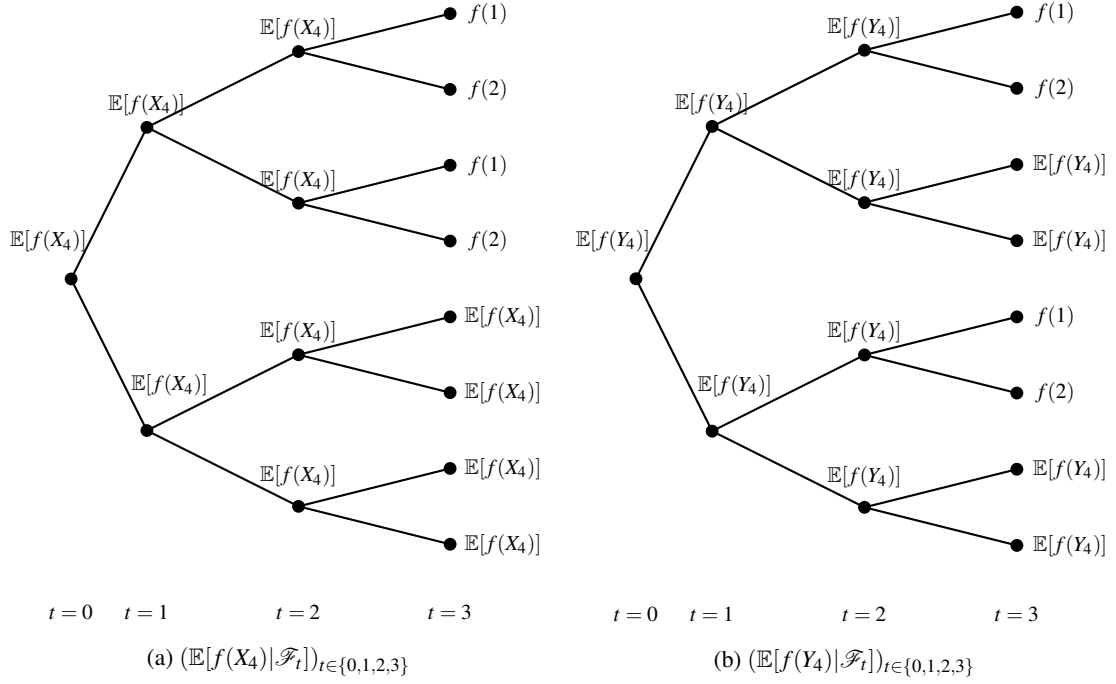 𝔼[f(X₄)]
f(1)
f(2)
𝔼[f(X₄)]
f(1)
𝔼[f(X₄)]
f(2)
𝔼[f(X₄)]
𝔼[f(X₄)]
𝔼[f(X₄)]
𝔼[f(X₄)]
𝔼[f(X₄)]
𝔼[f(X₄)]
𝔼[f(X₄)]
𝔼[f(X₄)]
t = 0 t = 1 t = 2 t = 3
(a) (𝔼[f(X₄)|ℱₜ])ₜ∈{0,1,2,3}
𝔼[f(Y₄)]
f(1)
f(2)
𝔼[f(Y₄)]
𝔼[f(Y₄)]
𝔼[f(Y₄)]
𝔼[f(Y₄)]
𝔼[f(Y₄)]
f(1)
𝔼[f(Y₄)]
f(2)
𝔼[f(Y₄)]
𝔼[f(Y₄)]
𝔼[f(Y₄)]
𝔼[f(Y₄)]
t = 0 t = 1 t = 2 t = 3
(b) (𝔼[f(Y₄)|ℱₜ])ₜ∈{0,1,2,3}